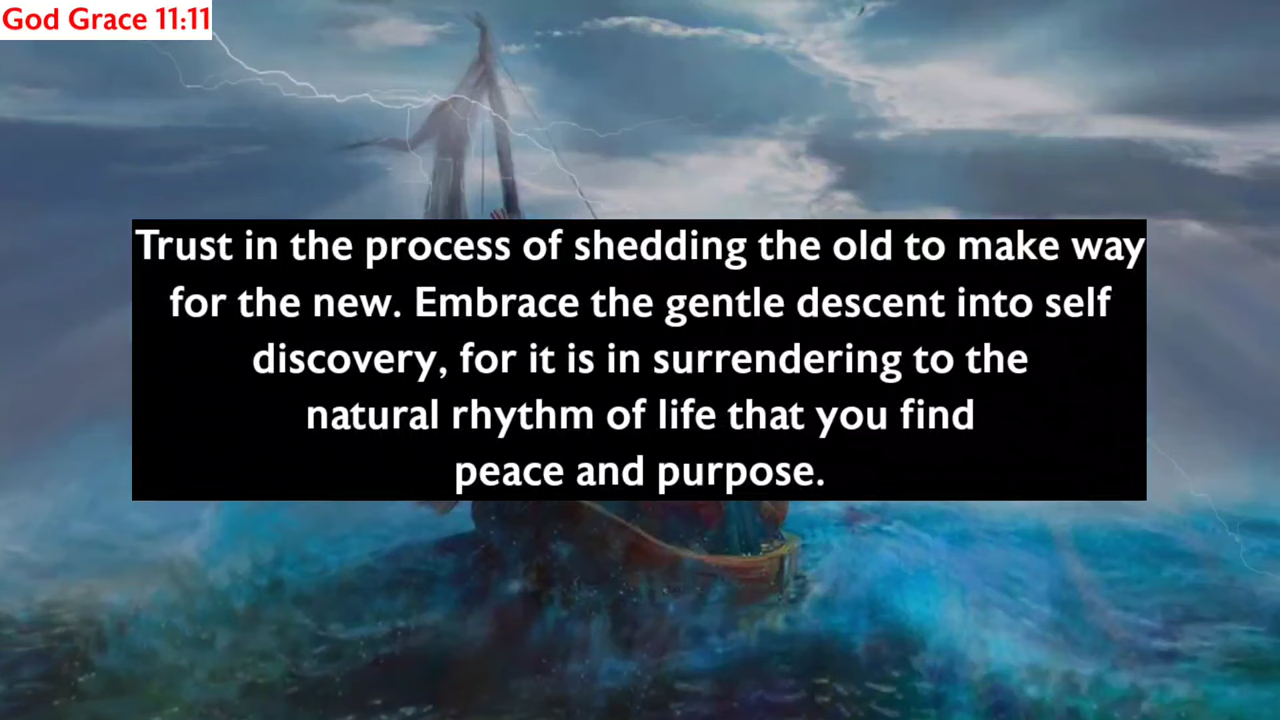 God Grace 11:11
Trust in the process of shedding the old to make way
for the new. Embrace the gentle descent into self
discovery, for it is in surrendering to the
natural rhythm of life that you find
peace and purpose.